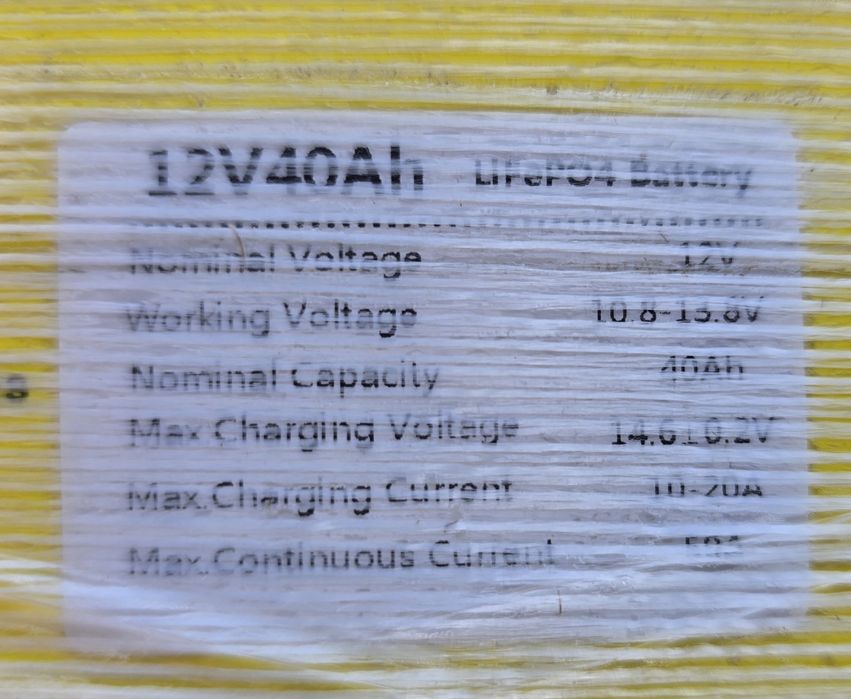 12V40Ah LiFePO4 Battery
Nominal Voltage 12V
Working Voltage 10.8-13.8V
Nominal Capacity 40Ah
s
Max Charging Voltage 14.6±0.2V
Max.Charging Current 10-20A
Max.Continuous Current